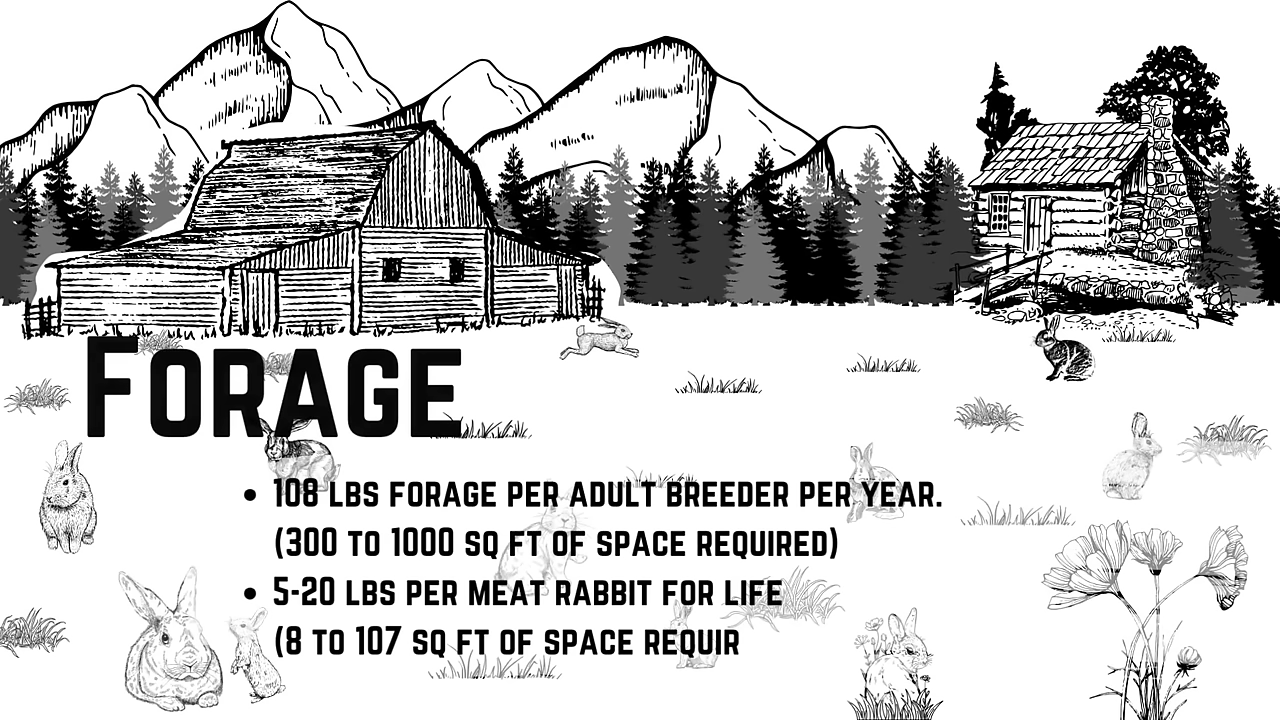 Forage
• 108 lbs forage per adult breeder per year.
(300 to 1000 sq ft of space required)
• 5-20 lbs per meat rabbit for life
(8 to 107 sq ft of space requir